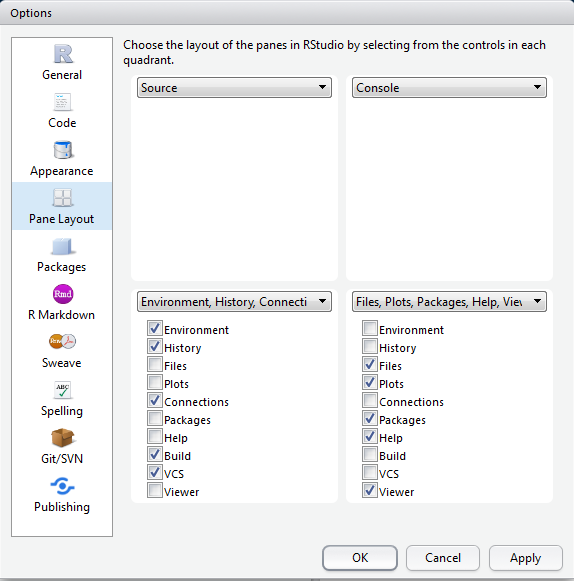 Options
Choose the layout of the panes in RStudio by selecting from the controls in each
quadrant.
R
General
Code
Appearance
Pane Layout
Packages
Rmd
R Markdown
Rnw
Sweave
ABC
Spelling
Git/SVN
Publishing
Source
Console
Environment, History, Connecti
Environment
History
Files
Plots
Connections
Packages
Help
Build
VCS
Viewer
Files, Plots, Packages, Help, View
Environment
History
Files
Plots
Connections
Packages
Help
Build
VCS
Viewer
OK
Cancel
Apply